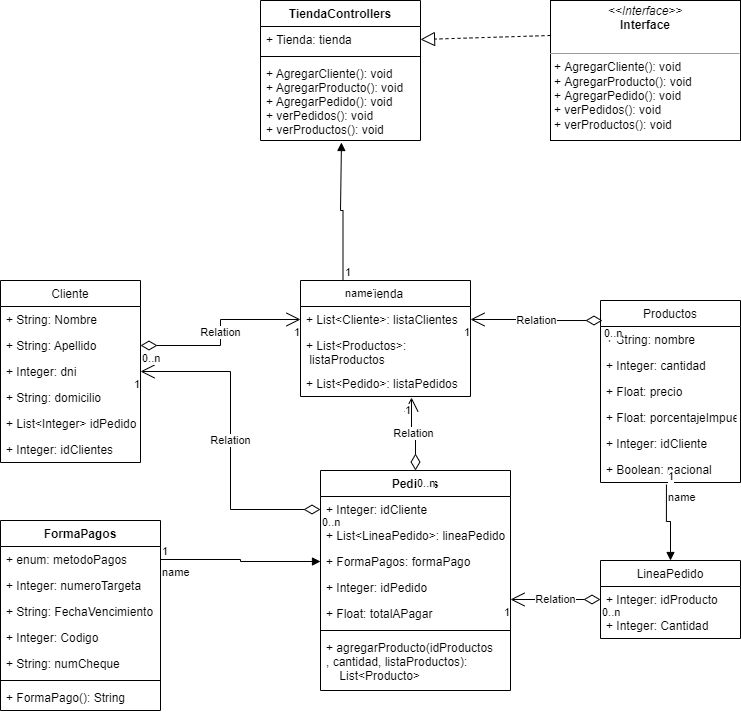 TiendaControllers
+ Tienda: tienda
+ AgregarCliente(): void
+ AgregarProducto(): void
+ AgregarPedido(): void
+ verPedidos(): void
+ verProductos(): void
<<Interface>>
Interface
+ AgregarCliente(): void
+ AgregarProducto(): void
+ AgregarPedido(): void
+ verPedidos(): void
+ verProductos(): void
1
Cliente
+ String: Nombre
+ String: Apellido
+ Integer: dni
+ String: domicilio
+ List<Integer> idPedido
+ Integer: idClientes
Relation
0..n
1
1
name
ienda
+ List<Cliente>: listaClientes
+ List<Productos>:
listaProductos
+ List<Pedido>: listaPedidos
1
Relation
0..n
Productos
String: nombre
+ Integer: cantidad
+ Float: precio
+ Float: porcentajeImpue
+ Integer: idCliente
+ Boolean: nacional
1
name
Relation
1
Relation
0..n
Pedi s
+ Integer: idCliente
0..n
+ List<LineaPedido>: lineaPedido
+ FormaPagos: formaPago
+ Integer: idPedido
+ Float: totalAPagar
+ agregarProducto(idProductos
, cantidad, listaProductos):
List<Producto>
FormaPagos
+ enum: metodoPagos
+ Integer: numeroTargeta
+ String: FechaVencimiento
+ Integer: Codigo
+ String: numCheque
+ FormaPago(): String
1
name
1
Relation
0..n
LineaPedido
+ Integer: idProducto
+ Integer: Cantidad